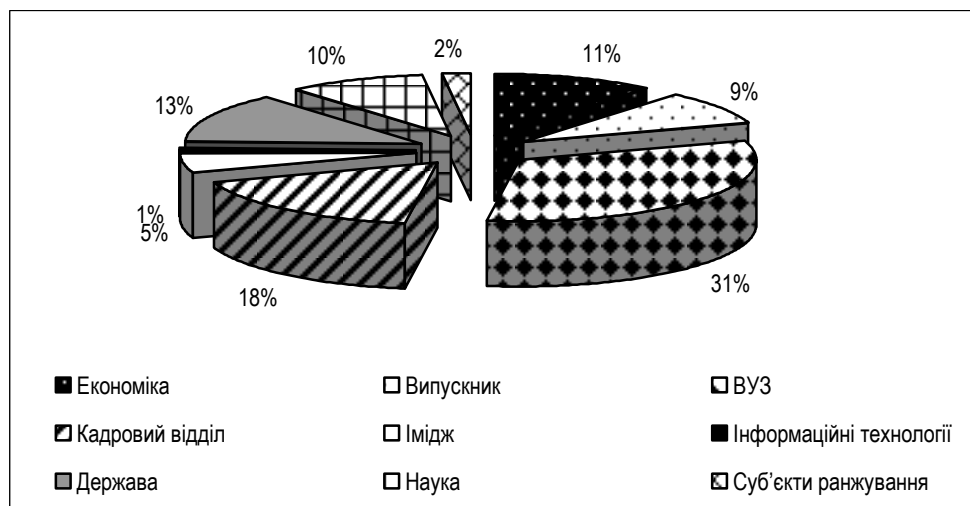 10% 2% 11%
13% 9%
1%
5%
18% 31%
Економіка Випускник ВУЗ
Кадровий відділ Імідж Інформаційні технології
Держава Наука Суб’єкти ранжування